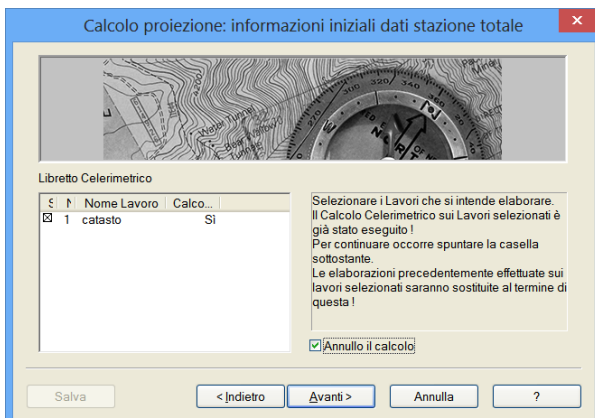 Calcolo proiezione: informazioni iniziali dati stazione totale
Libretto Celerimetrico
S N Nome Lavoro Calco...
1 catasto Sì
Selezionare i Lavori che si intende elaborare.
Il Calcolo Celerimetrico sui Lavori selezionati è
già stato eseguito !
Per continuare occorre spuntare la casella
sottostante.
Le elaborazioni precedentemente effettuate sui
lavori selezionati saranno sostituite al termine di
questa !
Annullo il calcolo
Salva
< Indietro
Avanti >
Annulla
?